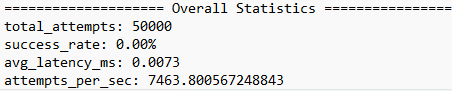 ==================== Overall Statistics ================
total_attempts: 50000
success_rate: 0.00%
avg_latency_ms: 0.0073
attempts_per_sec: 7463.800567248843